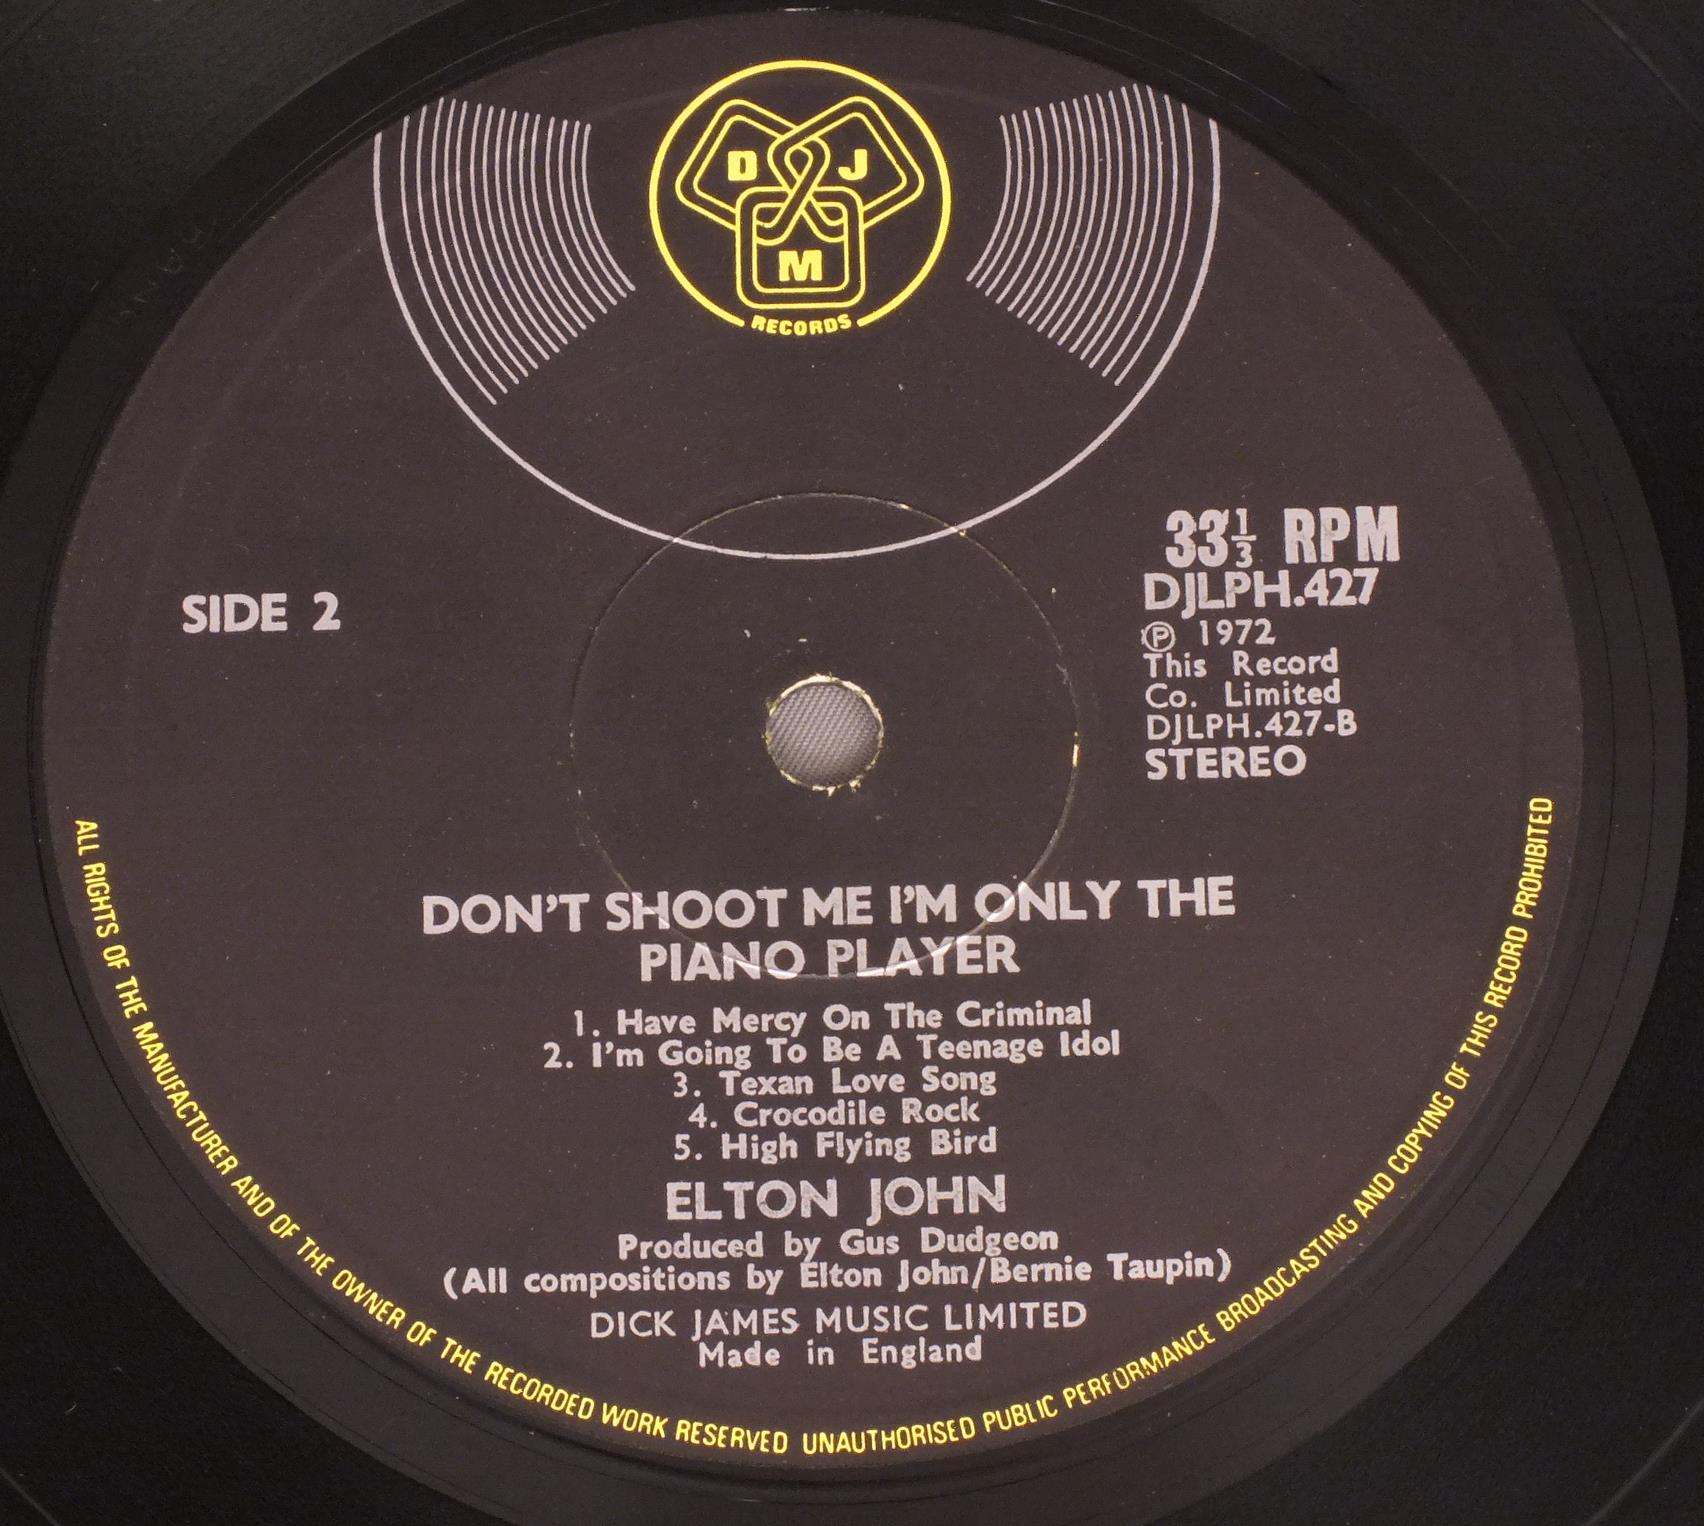 D J
M
RECORDS
33⅓ RPM
DJLPH.427
℗ 1972
This Record
Co. Limited
DJLPH.427-B
STEREO
SIDE 2
DON'T SHOOT ME I'M ONLY THE
PIANO PLAYER
1. Have Mercy On The Criminal
2. I'm Going To Be A Teenage Idol
3. Texan Love Song
4. Crocodile Rock
5. High Flying Bird
ELTON JOHN
Produced by Gus Dudgeon
(All compositions by Elton John/Bernie Taupin)
DICK JAMES MUSIC LIMITED
Made in England
ALL RIGHTS OF THE MANUFACTURER AND OF THE OWNER OF THE RECORDED WORK RESERVED UNAUTHORISED PUBLIC PERFORMANCE BROADCASTING AND COPYING OF THIS RECORD PROHIBITED